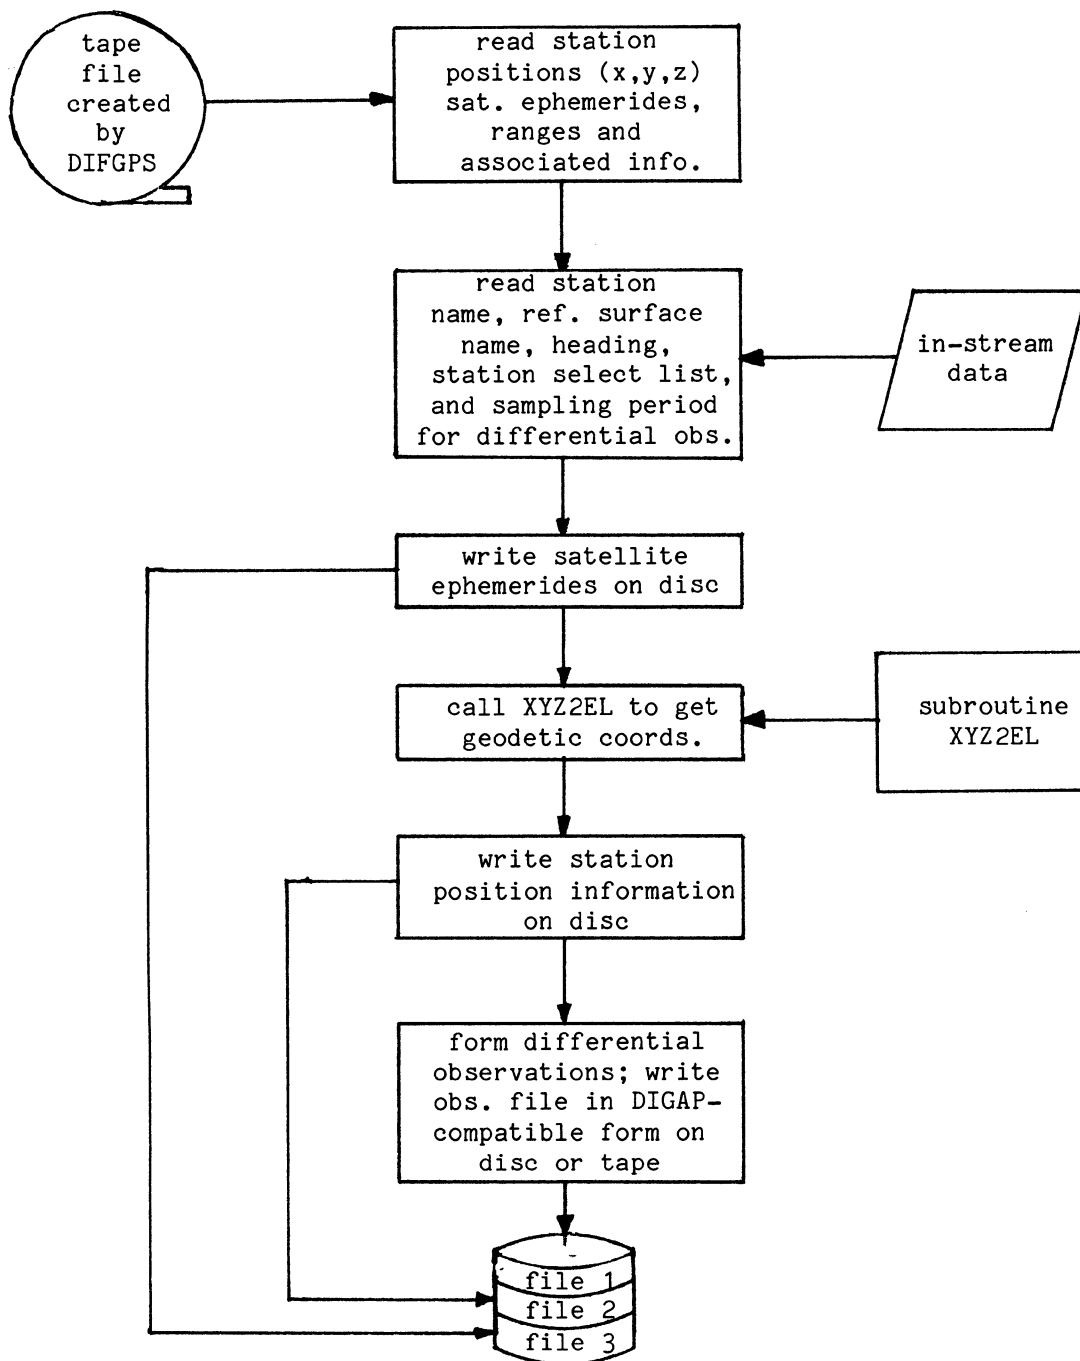 tape
file
created
by
DIFGPS
read station
positions (x,y,z)
sat. ephemerides,
ranges and
associated info.
read station
name, ref. surface
name, heading,
station select list,
and sampling period
for differential obs.
in-stream
data
write satellite
ephemerides on disc
call XYZ2EL to get
geodetic coords.
subroutine
XYZ2EL
write station
position information
on disc
form differential
observations; write
obs. file in DIGAP-
compatible form on
disc or tape
file 1
file 2
file 3